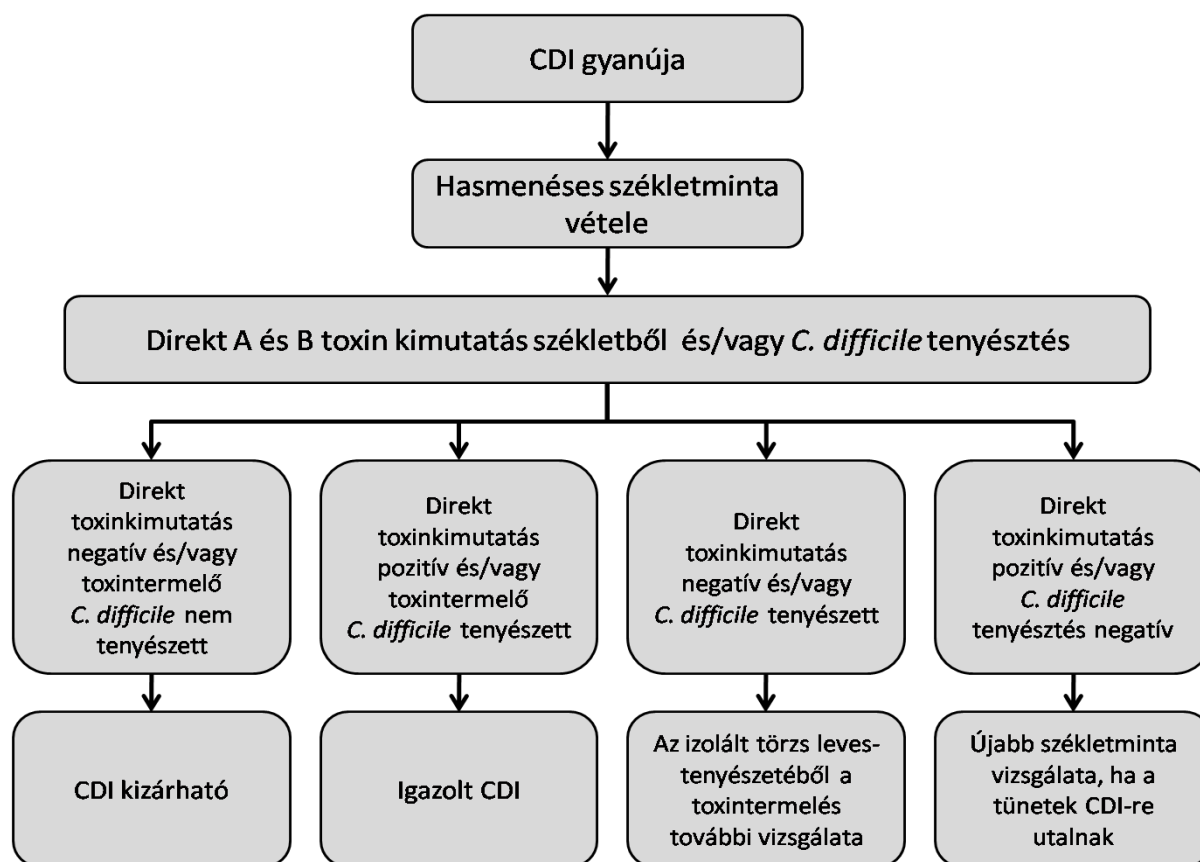 CDI gyanúja
Hasmenéses székletminta
vétele
Direkt A és B toxin kimutatás székletből és/vagy C. difficile tenyésztés
Direkt
toxinkimutatás
negatív és/vagy
toxintermelő
C. difficile nem
tenyészett
Direkt
toxinkimutatás
pozitív és/vagy
toxintermelő
C. difficile tenyészett
Direkt
toxinkimutatás
negatív és/vagy
C. difficile tenyészett
Direkt
toxinkimutatás
pozitív és/vagy
C. difficile
tenyésztés negatív
CDI kizárható
Igazolt CDI
Az izolált törzs leves-
tenyészetéből a
toxintermelés
további vizsgálata
Újabb székletminta
vizsgálata, ha a
tünetek CDI-re
utalnak